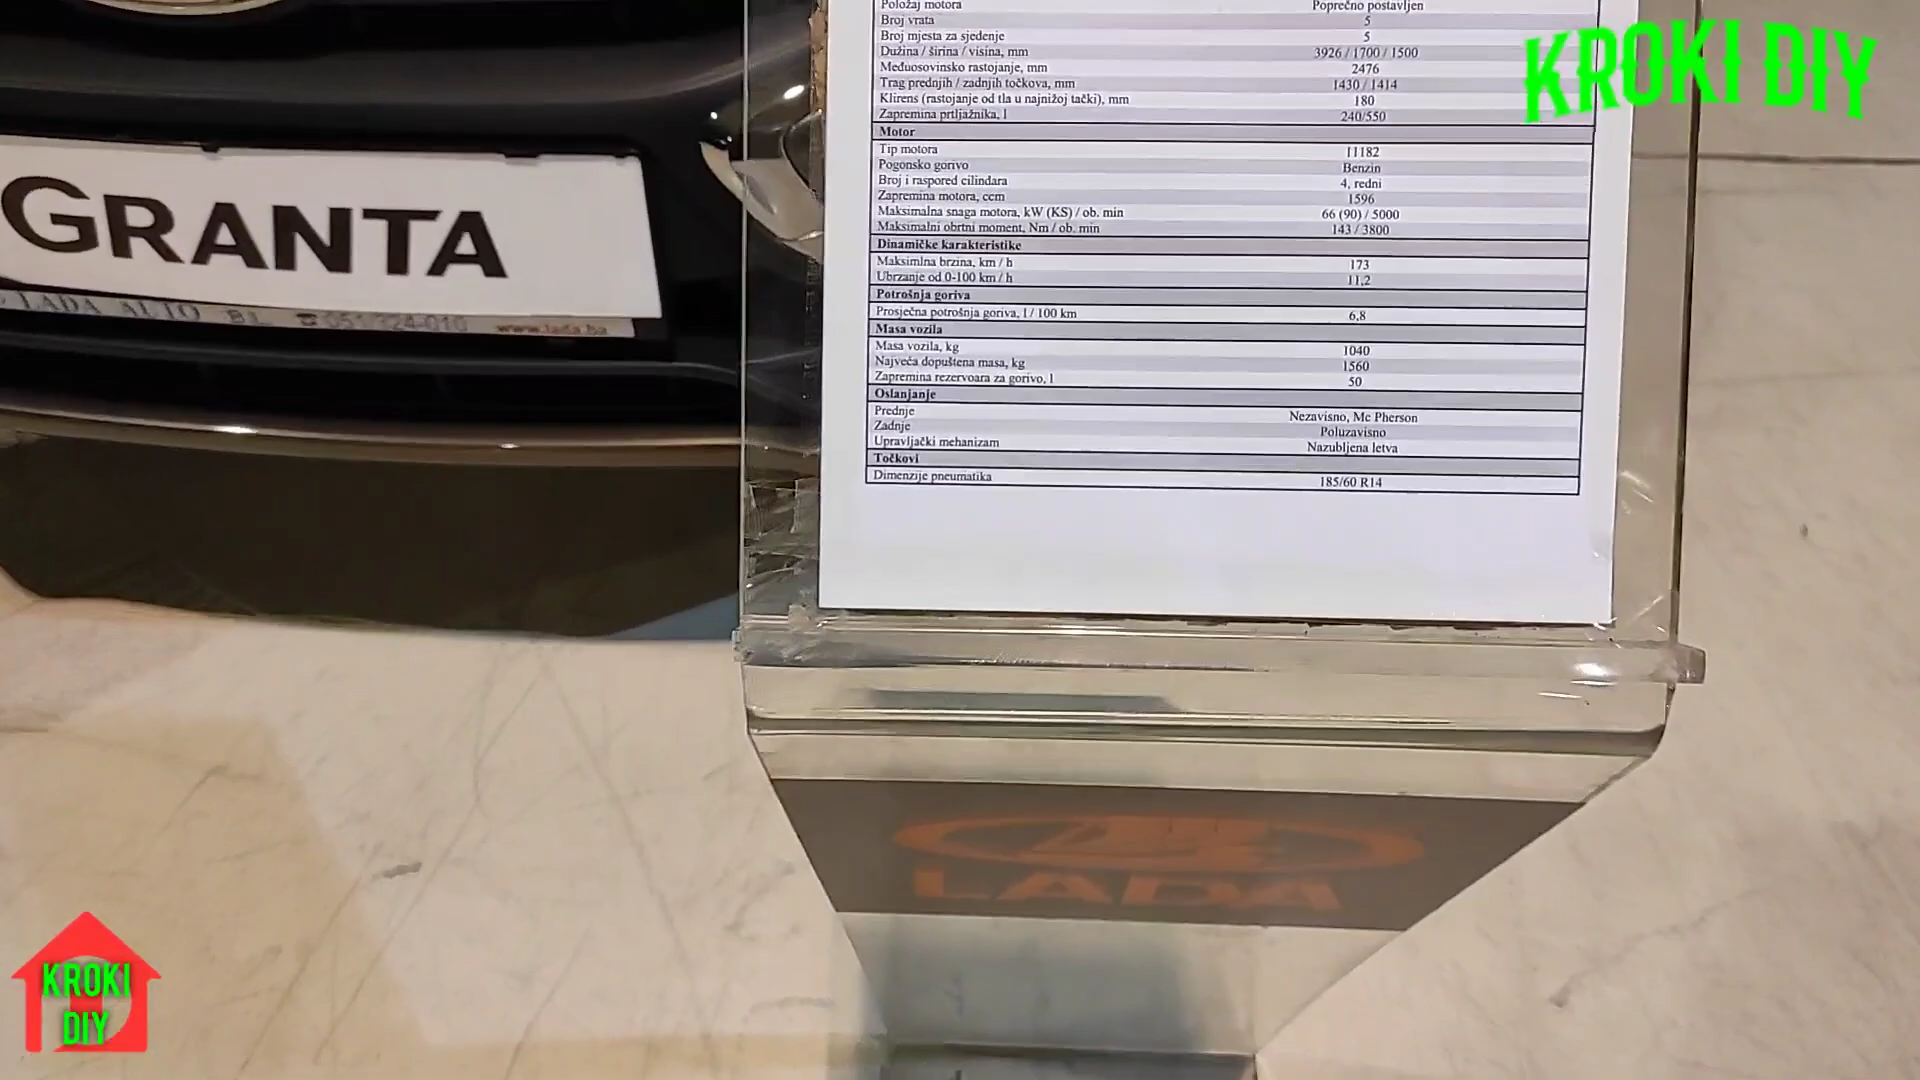 Položaj motora Poprečno postavljen
Broj vrata 5
Broj mjesta za sjedenje 5
Dužina / širina / visina, mm 3926 / 1700 / 1500
Međuosovinsko rastojanje, mm 2476
Trag prednjih / zadnjih točkova, mm 1430 / 1414
Klirens (rastojanje od tla u najnižoj tački), mm 180
Zapremina prtljažnika, l 240/550
Motor
Tip motora 11182
Pogonsko gorivo Benzin
Broj i raspored cilindara 4, redni
Zapremina motora, ccm 1596
Maksimalna snaga motora, kW (KS) / ob. min 66 (90) / 5000
Maksimalni obrtni moment, Nm / ob. min 143 / 3800
Dinamičke karakteristike
Maksimlna brzina, km / h 173
Ubrzanje od 0-100 km / h 11,2
Potrošnja goriva
Prosječna potrošnja goriva, l / 100 km 6,8
Masa vozila
Masa vozila, kg 1040
Najveća dopuštena masa, kg 1560
Zapremina rezervoara za gorivo, l 50
Oslanjanje
Prednje Nezavisno, Mc Pherson
Zadnje Poluzavisno
Upravljački mehanizam Nazubljena letva
Točkovi
Dimenzije pneumatika 185/60 R14
KROKI DIY
GRANTA
LADA AUTO BL ☎051/224-010 www.lada.ba
LADA
KROKI
DIY